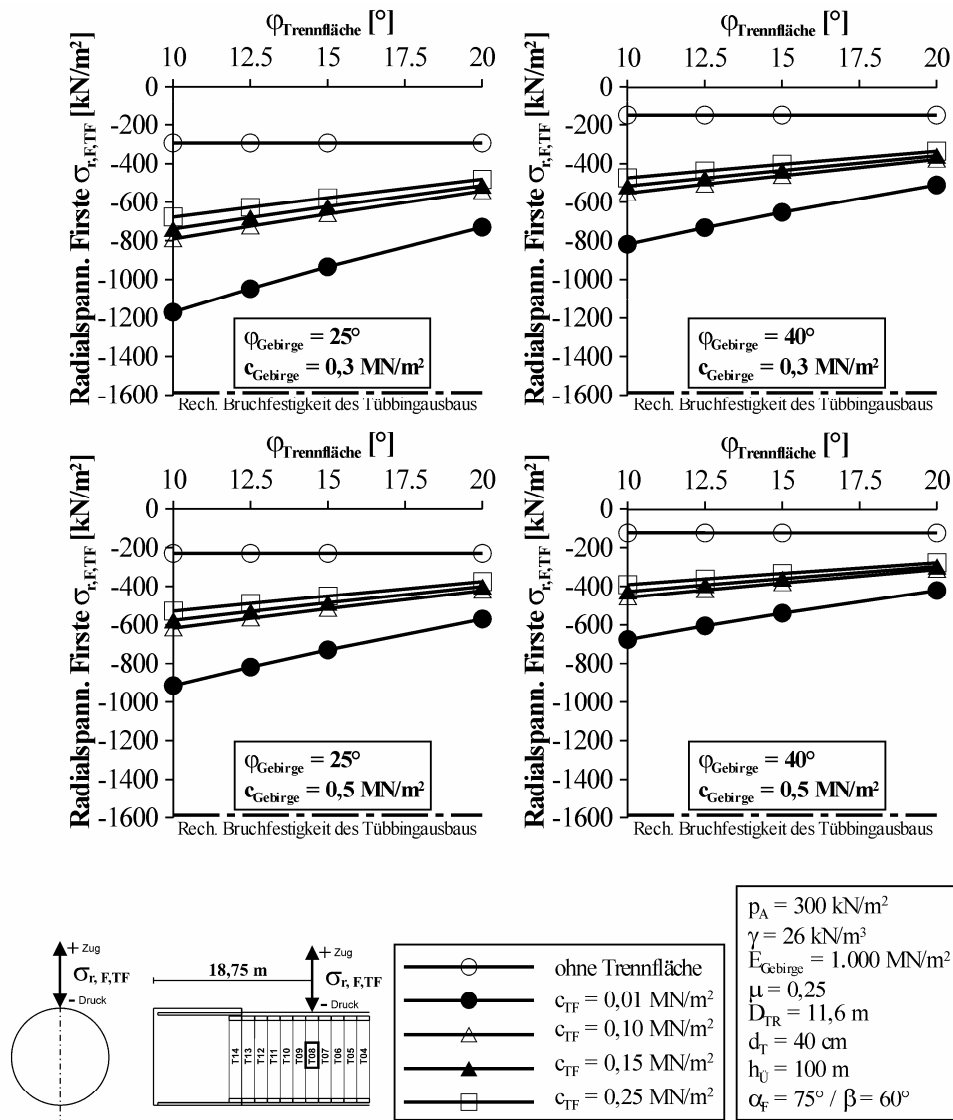 φTrennfläche [°]
10 12.5 15 17.5 20
Radialspann. Firste σr,F,TF [kN/m²]
0
-200
-400
-600
-800
-1000
-1200
-1400
-1600
φGebirge = 25°
cGebirge = 0,3 MN/m²
Rech. Bruchfestigkeit des Tübbingausbaus
φTrennfläche [°]
10 12.5 15 17.5 20
Radialspann. Firste σr,F,TF [kN/m²]
0
-200
-400
-600
-800
-1000
-1200
-1400
-1600
φGebirge = 40°
cGebirge = 0,3 MN/m²
Rech. Bruchfestigkeit des Tübbingausbaus
φTrennfläche [°]
10 12.5 15 17.5 20
Radialspann. Firste σr,F,TF [kN/m²]
0
-200
-400
-600
-800
-1000
-1200
-1400
-1600
φGebirge = 25°
cGebirge = 0,5 MN/m²
Rech. Bruchfestigkeit des Tübbingausbaus
φTrennfläche [°]
10 12.5 15 17.5 20
Radialspann. Firste σr,F,TF [kN/m²]
0
-200
-400
-600
-800
-1000
-1200
-1400
-1600
φGebirge = 40°
cGebirge = 0,5 MN/m²
Rech. Bruchfestigkeit des Tübbingausbaus
+ Zug
σr, F,TF
- Druck
18,75 m
+ Zug
σr, F,TF
- Druck
T14 T13 T12 T11 T10 T09 T08 T07 T06 T05 T04
ohne Trennfläche
cTF = 0,01 MN/m²
cTF = 0,10 MN/m²
cTF = 0,15 MN/m²
cTF = 0,25 MN/m²
pA = 300 kN/m²
γ = 26 kN/m³
EGebirge = 1.000 MN/m²
μ = 0,25
DTR = 11,6 m
dT = 40 cm
hÜ = 100 m
αF = 75° / β = 60°